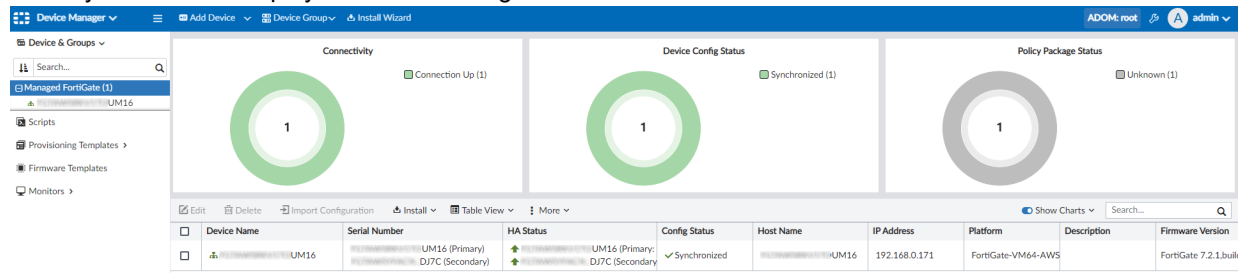 Device Manager
Add Device
Device Group
Install Wizard
ADOM: root
A
admin
Device & Groups
Search...
Managed FortiGate (1)
UM16
Scripts
Provisioning Templates
Firmware Templates
Monitors
Connectivity
Connection Up (1)
1
Device Config Status
Synchronized (1)
1
Policy Package Status
Unknown (1)
1
Edit
Delete
Import Configuration
Install
Table View
More
Show Charts
Search...
Device Name
Serial Number
HA Status
Config Status
Host Name
IP Address
Platform
Description
Firmware Version
UM16
UM16 (Primary)
DJ7C (Secondary)
UM16 (Primary:
DJ7C (Secondary
Synchronized
UM16
192.168.0.171
FortiGate-VM64-AWS
FortiGate 7.2.1,buil